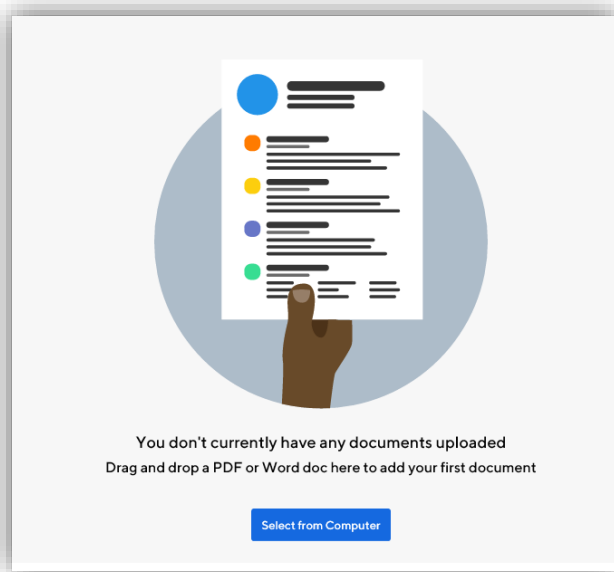 You don't currently have any documents uploaded
Drag and drop a PDF or Word doc here to add your first document
Select from Computer